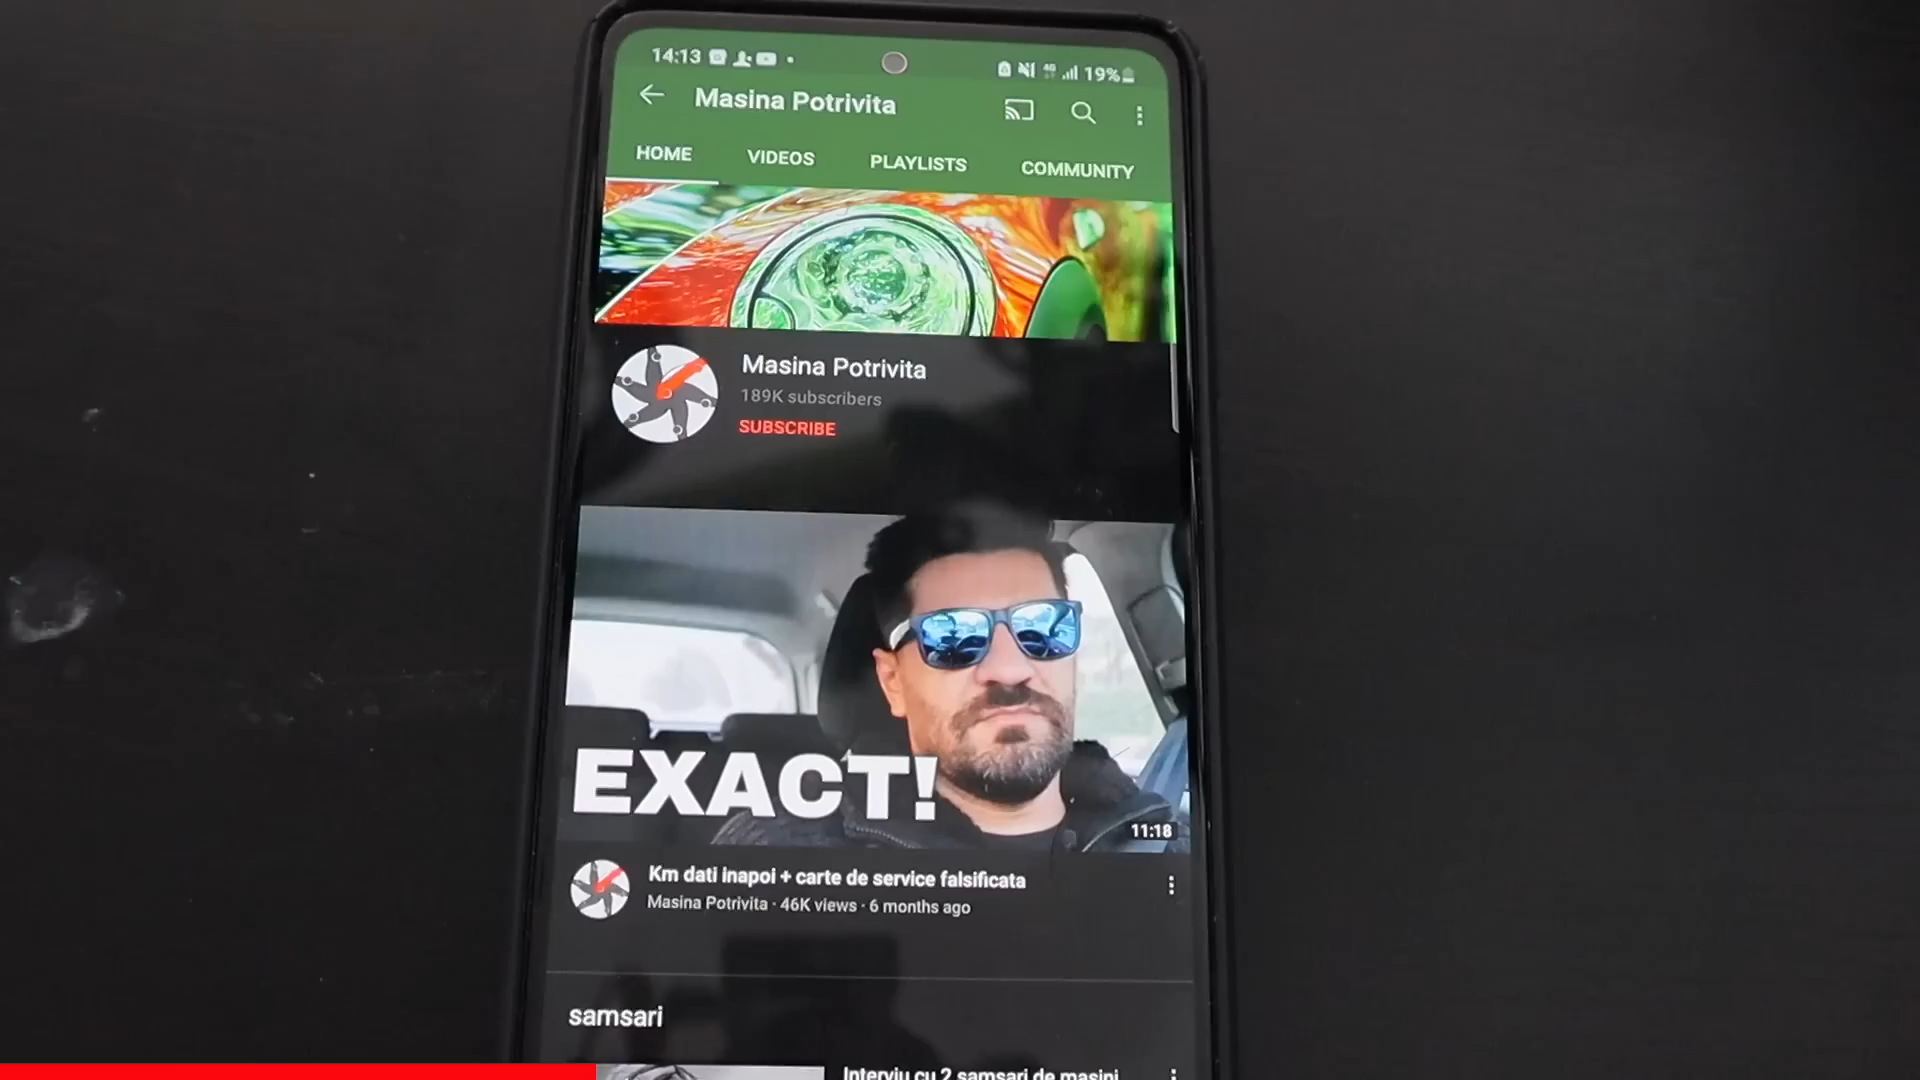 14:13
4G 19%
Masina Potrivita
HOME VIDEOS PLAYLISTS COMMUNITY
Masina Potrivita
189K subscribers
SUBSCRIBE
EXACT!
11:18
Km dati inapoi + carte de service falsificata
Masina Potrivita · 46K views · 6 months ago
samsari
Interviu cu 2 samsari de masini